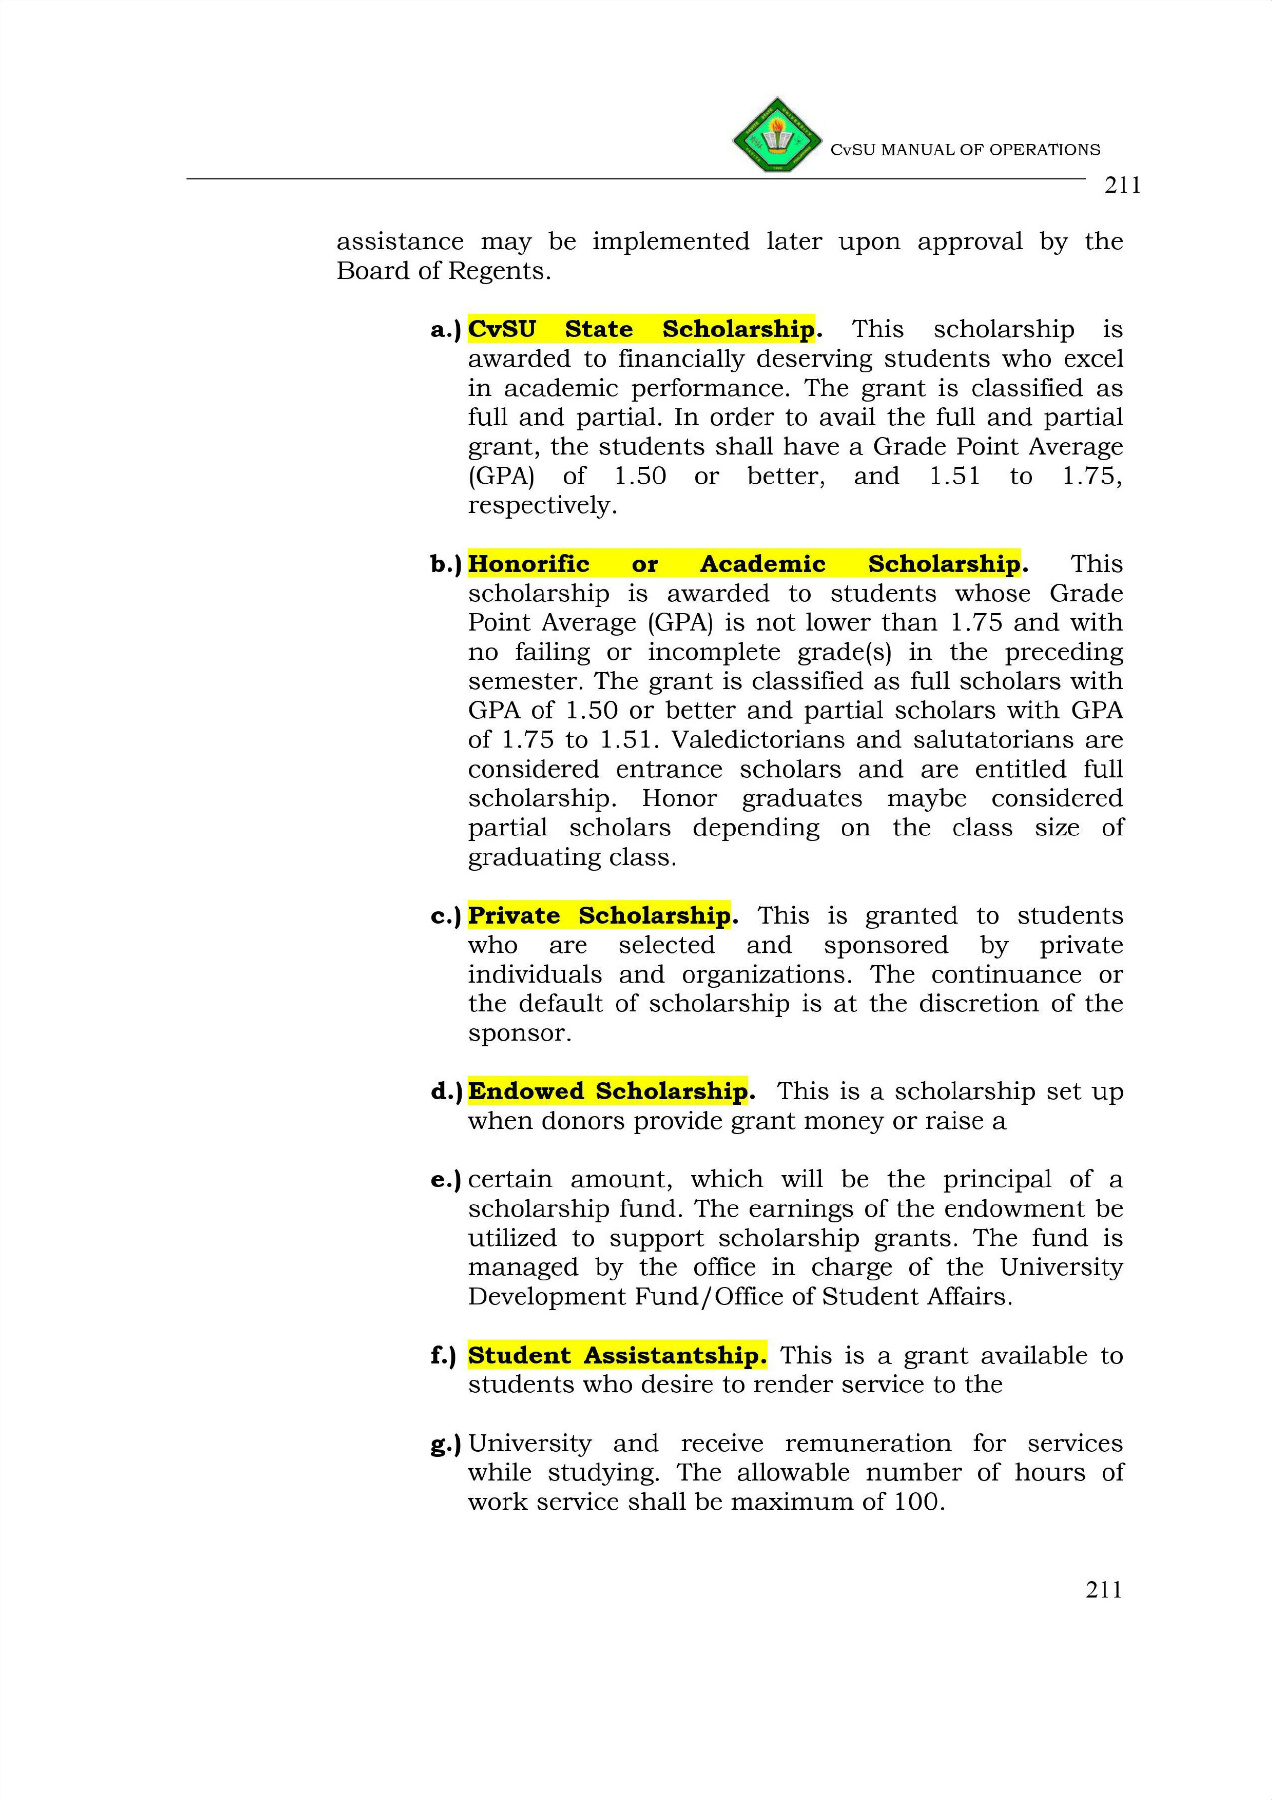 CvSU MANUAL OF OPERATIONS
211
assistance may be implemented later upon approval by the
Board of Regents.
a.) CvSU State Scholarship. This scholarship is
awarded to financially deserving students who excel
in academic performance. The grant is classified as
full and partial. In order to avail the full and partial
grant, the students shall have a Grade Point Average
(GPA) of 1.50 or better, and 1.51 to 1.75,
respectively.
b.) Honorific or Academic Scholarship. This
scholarship is awarded to students whose Grade
Point Average (GPA) is not lower than 1.75 and with
no failing or incomplete grade(s) in the preceding
semester. The grant is classified as full scholars with
GPA of 1.50 or better and partial scholars with GPA
of 1.75 to 1.51. Valedictorians and salutatorians are
considered entrance scholars and are entitled full
scholarship. Honor graduates maybe considered
partial scholars depending on the class size of
graduating class.
c.) Private Scholarship. This is granted to students
who are selected and sponsored by private
individuals and organizations. The continuance or
the default of scholarship is at the discretion of the
sponsor.
d.) Endowed Scholarship. This is a scholarship set up
when donors provide grant money or raise a
e.) certain amount, which will be the principal of a
scholarship fund. The earnings of the endowment be
utilized to support scholarship grants. The fund is
managed by the office in charge of the University
Development Fund/Office of Student Affairs.
f.) Student Assistantship. This is a grant available to
students who desire to render service to the
g.) University and receive remuneration for services
while studying. The allowable number of hours of
work service shall be maximum of 100.
211